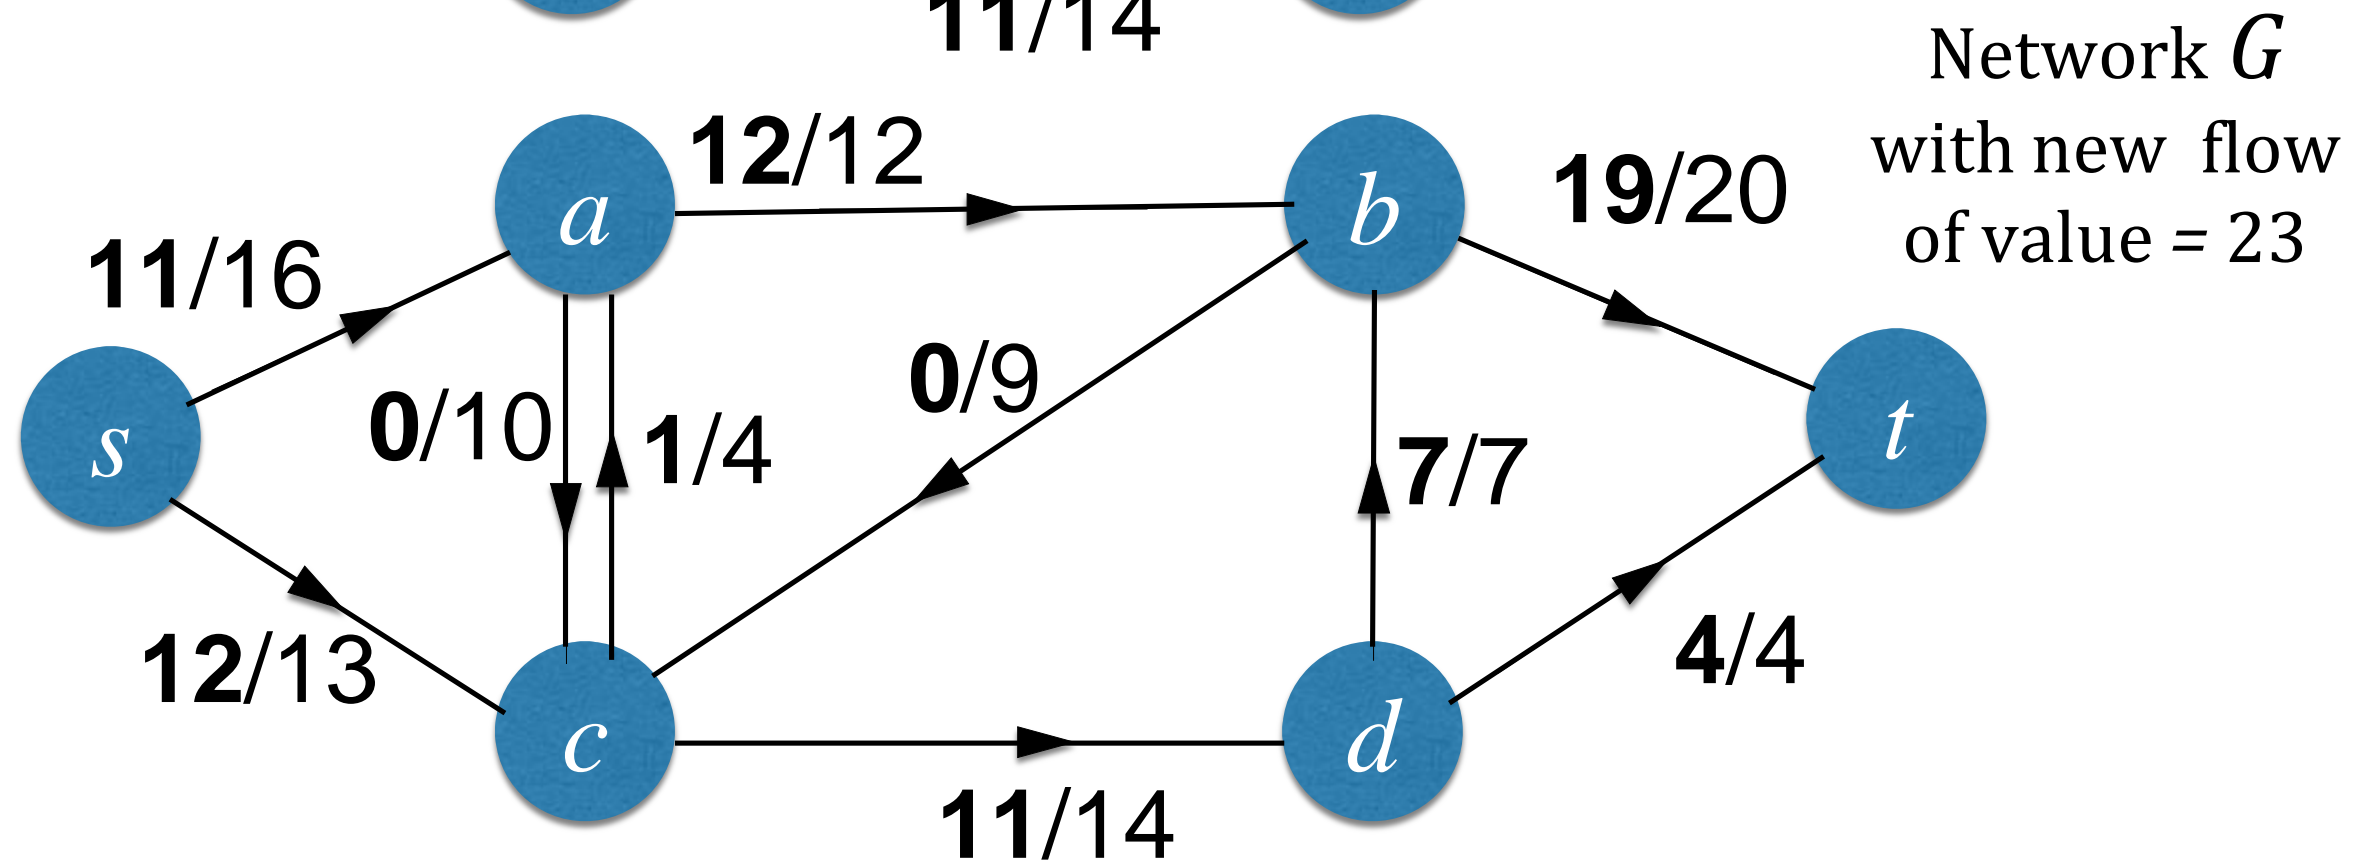 11/14
Network G
with new flow
of value = 23
12/12
19/20
a
b
11/16
0/10
1/4
0/9
7/7
s
t
12/13
4/4
c
d
11/14